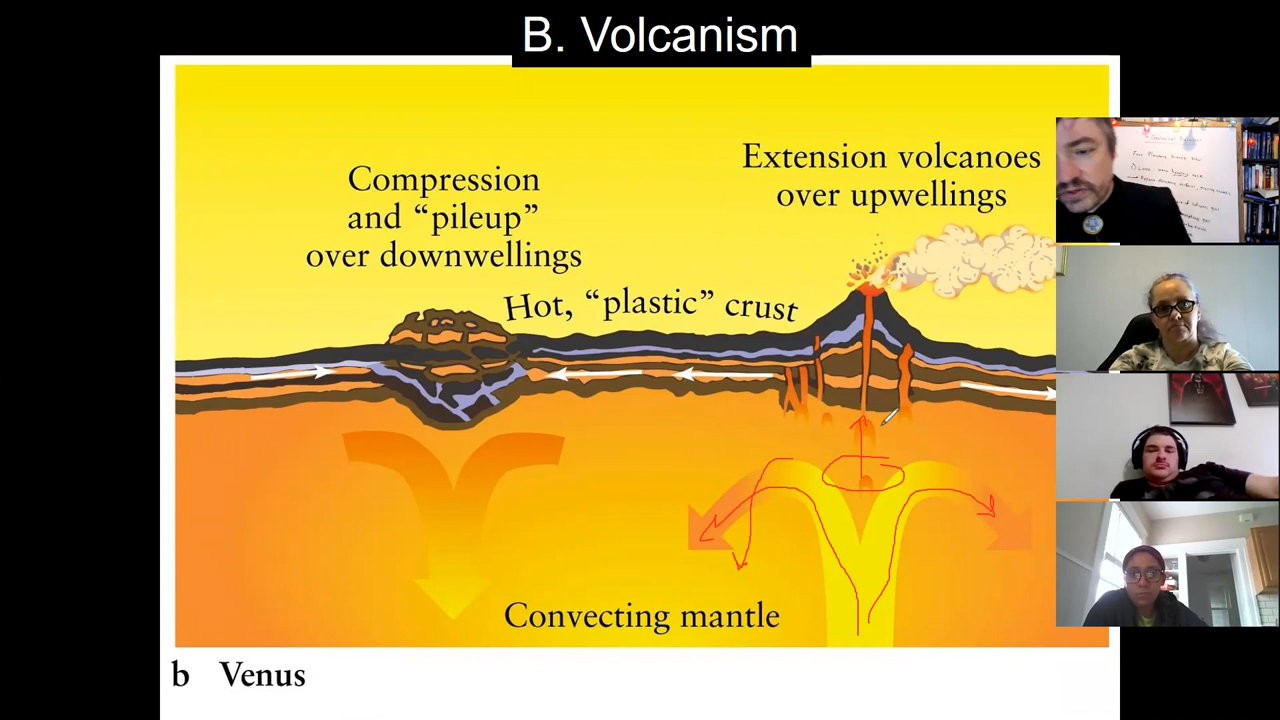 B. Volcanism
Extension volcanoes
over upwellings
Compression
and “pileup”
over downwellings
Hot, “plastic” crust
Convecting mantle
b Venus